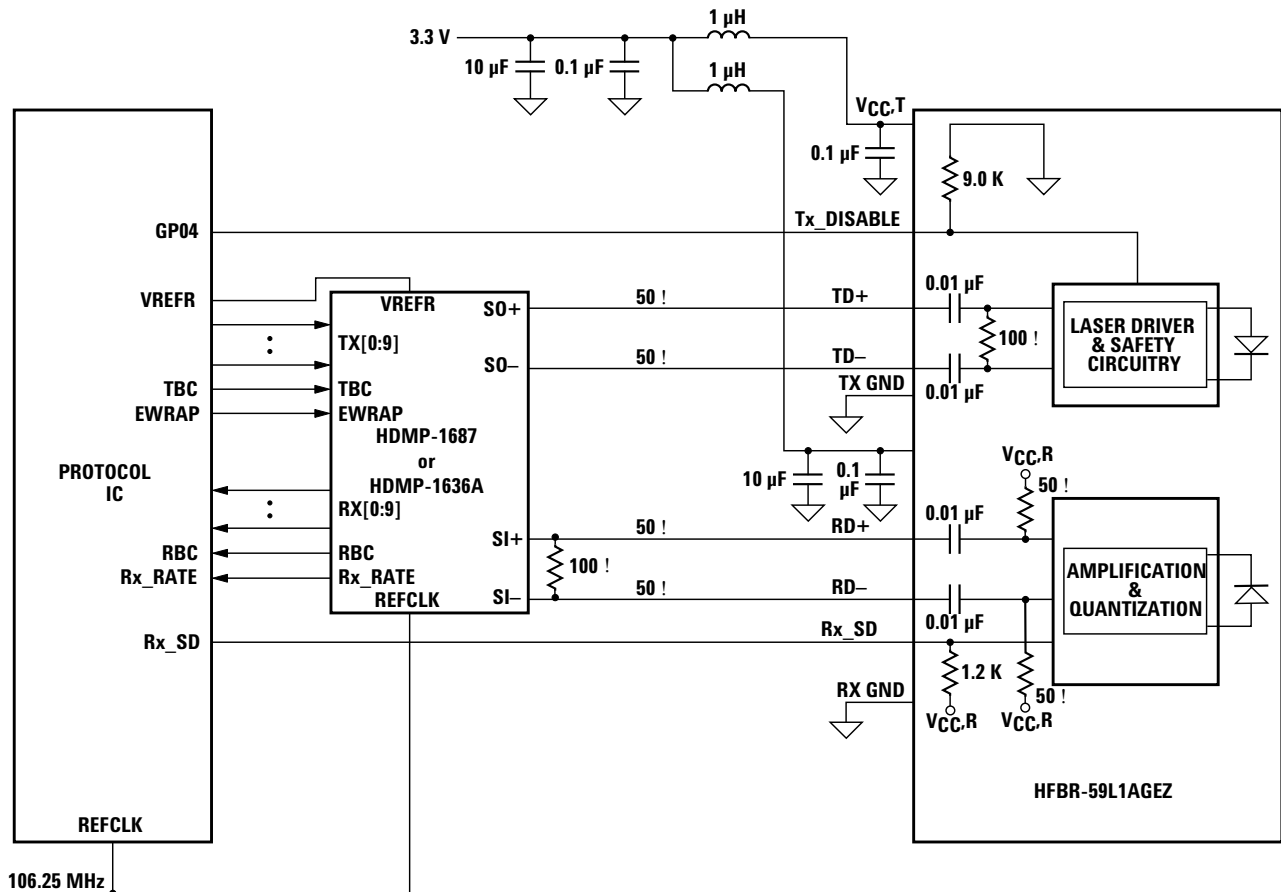 1 µH
3.3 V
10 µF
0.1 µF
1 µH
VCC,T
0.1 µF
9.0 K
GP04
Tx_DISABLE
VREFR
VREFR
SO+
50 !
TD+
0.01 µF
TX[0:9]
100 !
LASER DRIVER
& SAFETY
CIRCUITRY
SO–
50 !
TD–
0.01 µF
TBC
TBC
TX GND
EWRAP
EWRAP
HDMP-1687
or
HDMP-1636A
PROTOCOL
IC
10 µF
0.1
µF
VCC,R
50 !
RX[0:9]
SI+
50 !
RD+
0.01 µF
RBC
RBC
100 !
Rx_RATE
Rx_RATE
AMPLIFICATION
&
QUANTIZATION
REFCLK
SI–
50 !
RD–
0.01 µF
Rx_SD
Rx_SD
1.2 K
50 !
RX GND
VCC,R
VCC,R
HFBR-59L1AGEZ
REFCLK
106.25 MHz